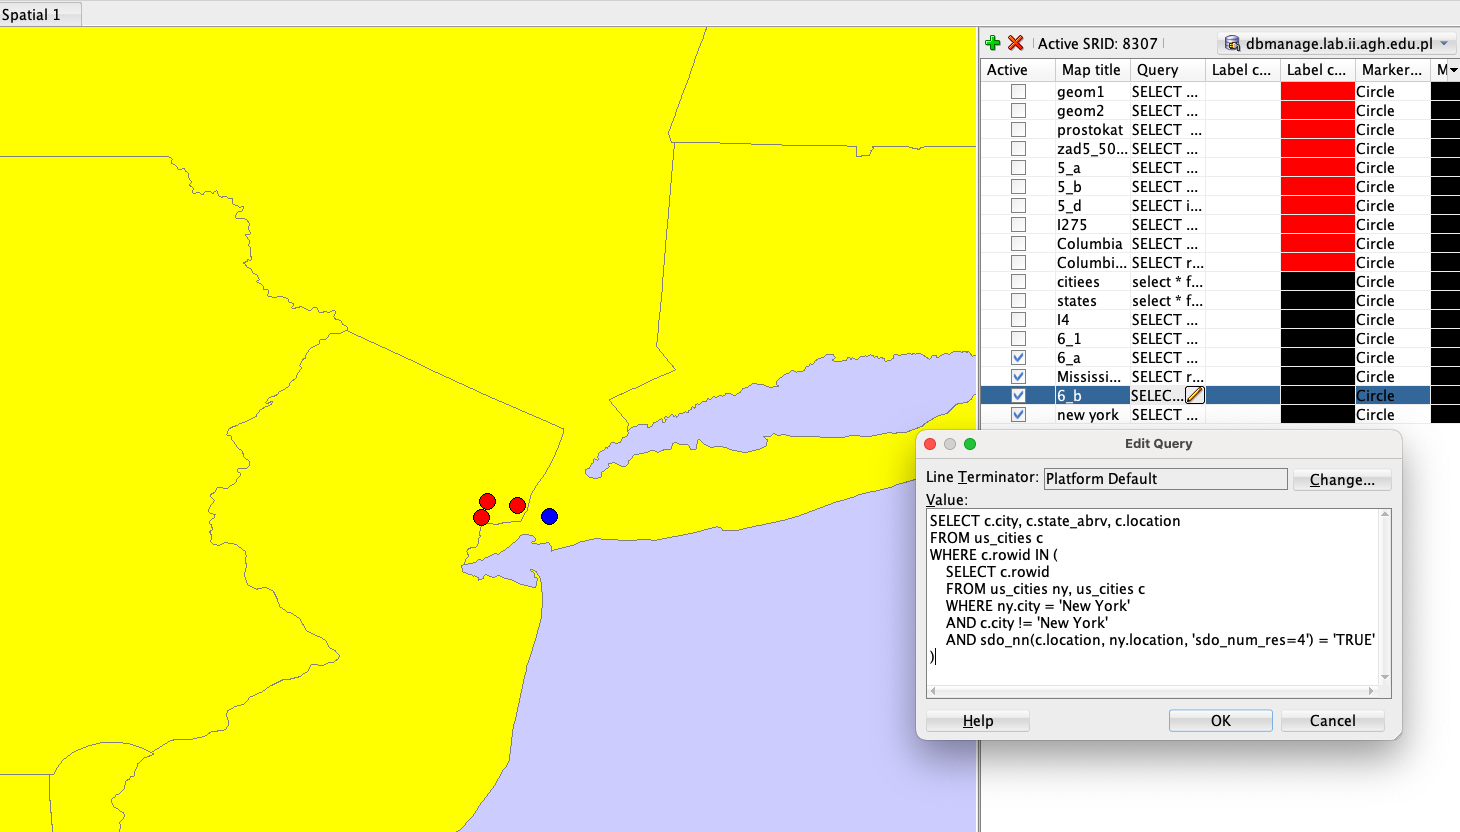 Spatial 1
Active SRID: 8307 dbmanage.lab.ii.agh.edu.pl
Active Map title Query Label c... Label c... Marker... M
geom1 SELECT ... Circle
geom2 SELECT ... Circle
prostokat SELECT ... Circle
zad5_50... SELECT ... Circle
5_a SELECT ... Circle
5_b SELECT ... Circle
5_d SELECT i... Circle
I275 SELECT ... Circle
Columbia SELECT ... Circle
Columbi... SELECT r... Circle
citiees select * f... Circle
states select * f... Circle
I4 SELECT ... Circle
6_1 SELECT ... Circle
6_a SELECT ... Circle
Mississi... SELECT r... Circle
6_b SELEC... Circle
new york SELECT ... Circle
Edit Query
Line Terminator: Platform Default Change...
Value:
SELECT c.city, c.state_abrv, c.location
FROM us_cities c
WHERE c.rowid IN (
SELECT c.rowid
FROM us_cities ny, us_cities c
WHERE ny.city = 'New York'
AND c.city != 'New York'
AND sdo_nn(c.location, ny.location, 'sdo_num_res=4') = 'TRUE'
)
Help OK Cancel